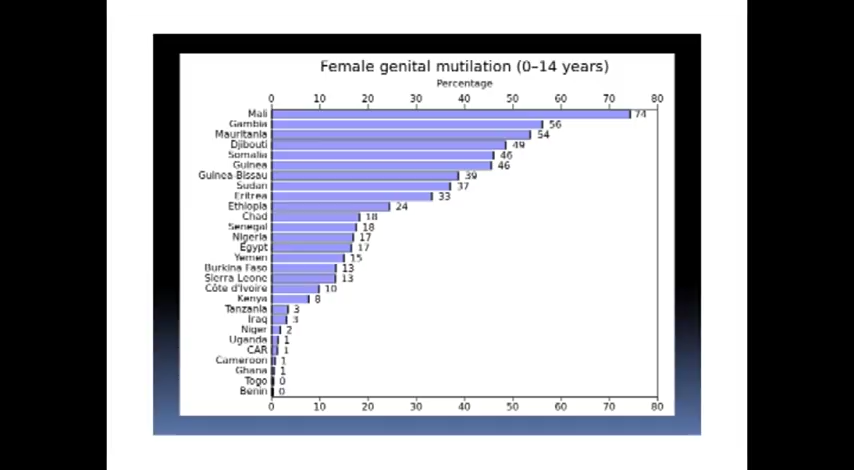 Female genital mutilation (0–14 years)
Percentage
0 10 20 30 40 50 60 70 80
Mali 74
Gambia 56
Mauritania 54
Djibouti 49
Somalia 46
Guinea 46
Guinea-Bissau 39
Sudan 37
Eritrea 33
Ethiopia 24
Chad 18
Senegal 18
Nigeria 17
Egypt 17
Yemen 15
Burkina Faso 13
Sierra Leone 13
Côte d'Ivoire 10
Kenya 8
Tanzania 3
Iraq 3
Niger 2
Uganda 1
CAR 1
Cameroon 1
Ghana 1
Togo 0
Benin 0
0 10 20 30 40 50 60 70 80